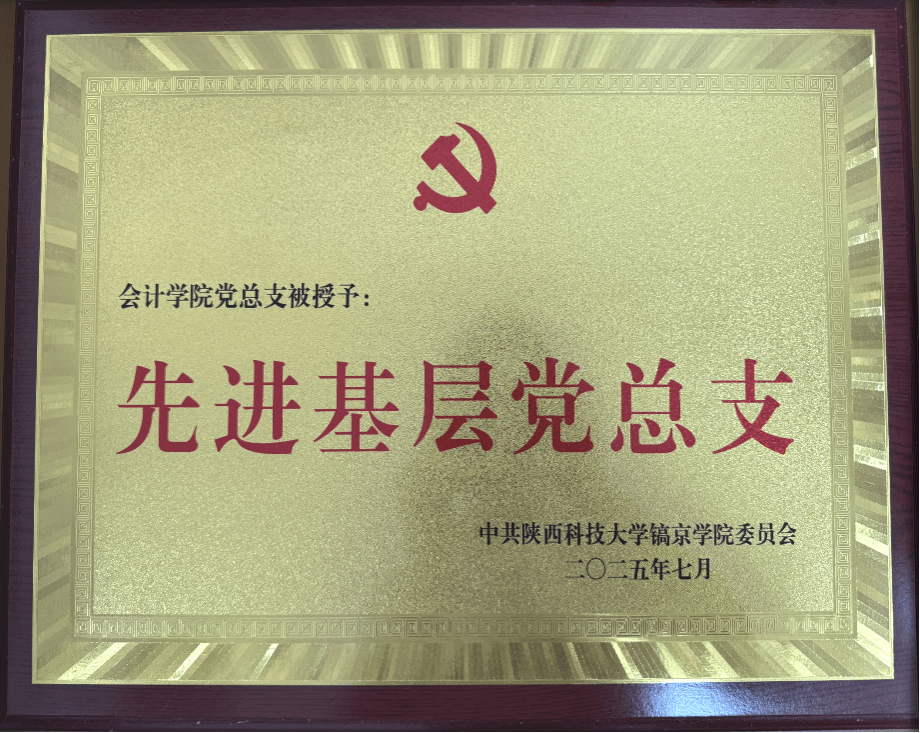 会计学院党总支被授予：
先进基层党总支
中共陕西科技大学镐京学院委员会
二〇二五年七月